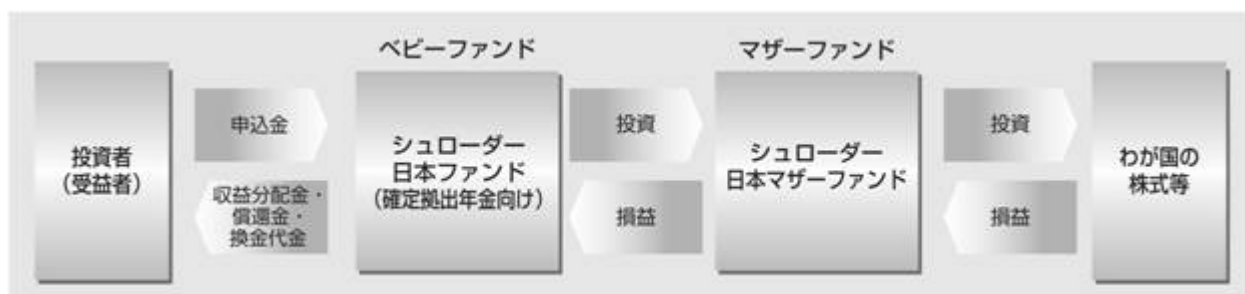 ベビーファンド
マザーファンド
投資者
(受益者)
申込金
収益分配金・
償還金・
換金代金
シュローダー
日本ファンド
(確定拠出年金向け)
投資
損益
シュローダー
日本マザーファンド
投資
損益
わが国の
株式等